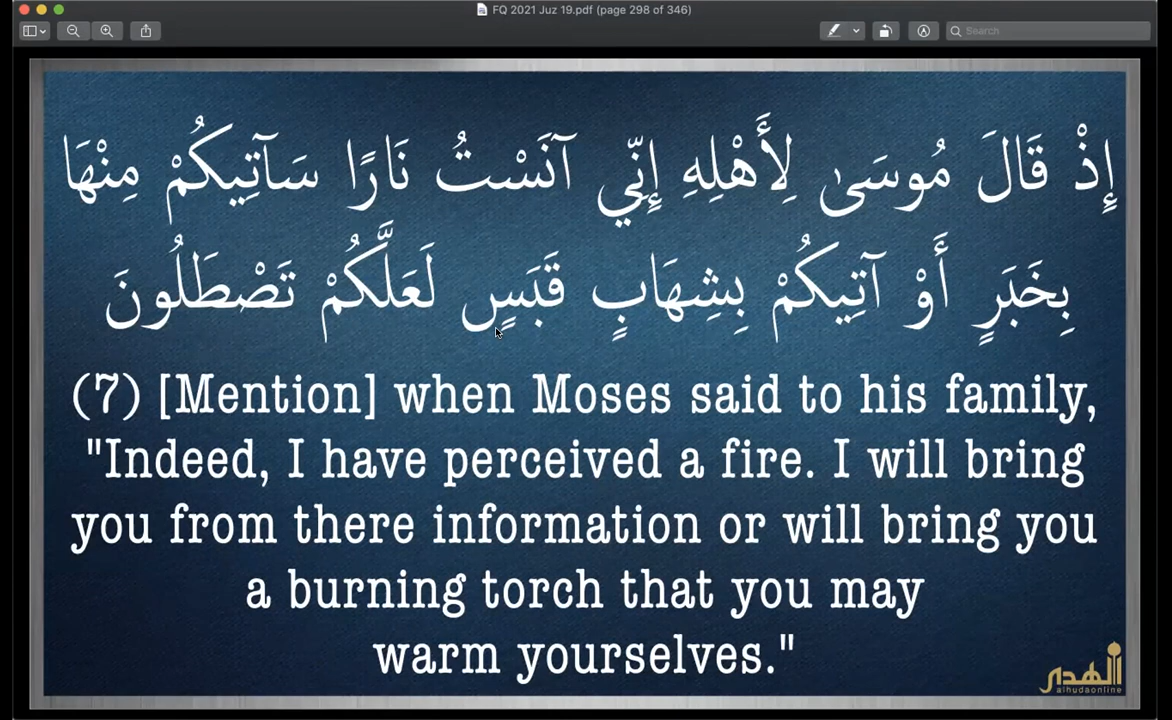 FQ 2021 Juz 19.pdf (page 298 of 346)
Search
إِذْ قَالَ مُوسَىٰ لِأَهْلِهِ إِنِّي آنَسْتُ نَارًا سَآتِيكُمْ مِنْهَا
بِخَبَرٍ أَوْ آتِيكُمْ بِشِهَابٍ قَبَسٍ لَعَلَّكُمْ تَصْطَلُونَ
(7) [Mention] when Moses said to his family,
"Indeed, I have perceived a fire. I will bring
you from there information or will bring you
a burning torch that you may
warm yourselves."
الهدى
alhudaonline